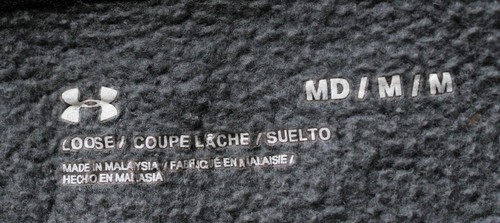 MD / M / M
LOOSE / COUPE LÂCHE / SUELTO
MADE IN MALAYSIA / FABRIQUÉ EN MALAISIE /
HECHO EN MALASIA